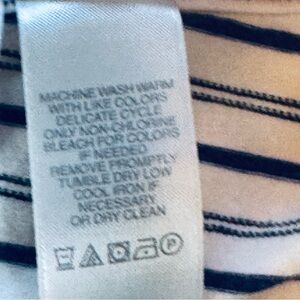 MACHINE WASH WARM
WITH LIKE COLORS
DELICATE CYCLE
ONLY NON-CHLORINE
BLEACH FOR COLORS
IF NEEDED
REMOVE PROMPTLY
TUMBLE DRY LOW
COOL IRON IF
NECESSARY
OR DRY CLEAN
P